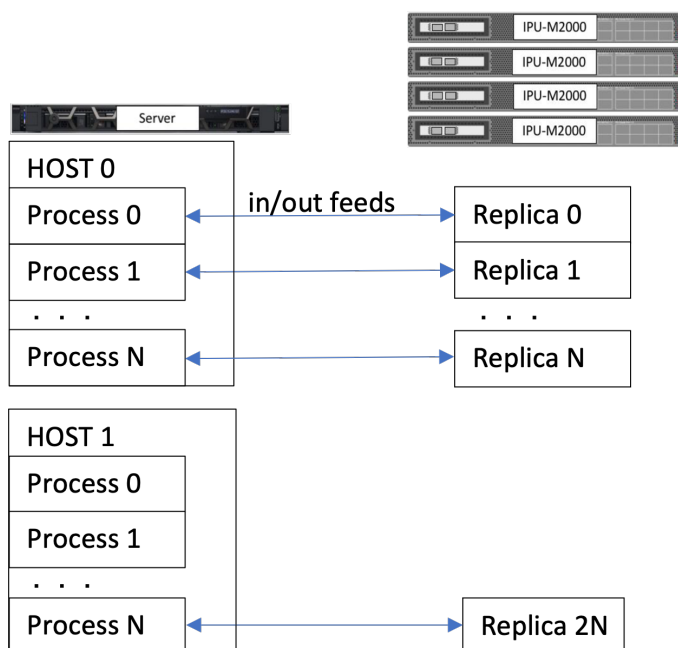 IPU-M2000
IPU-M2000
IPU-M2000
IPU-M2000
Server
HOST 0
Process 0
in/out feeds
Replica 0
Process 1
Replica 1
. . .
. . .
Process N
Replica N
HOST 1
Process 0
Process 1
. . .
Process N
Replica 2N